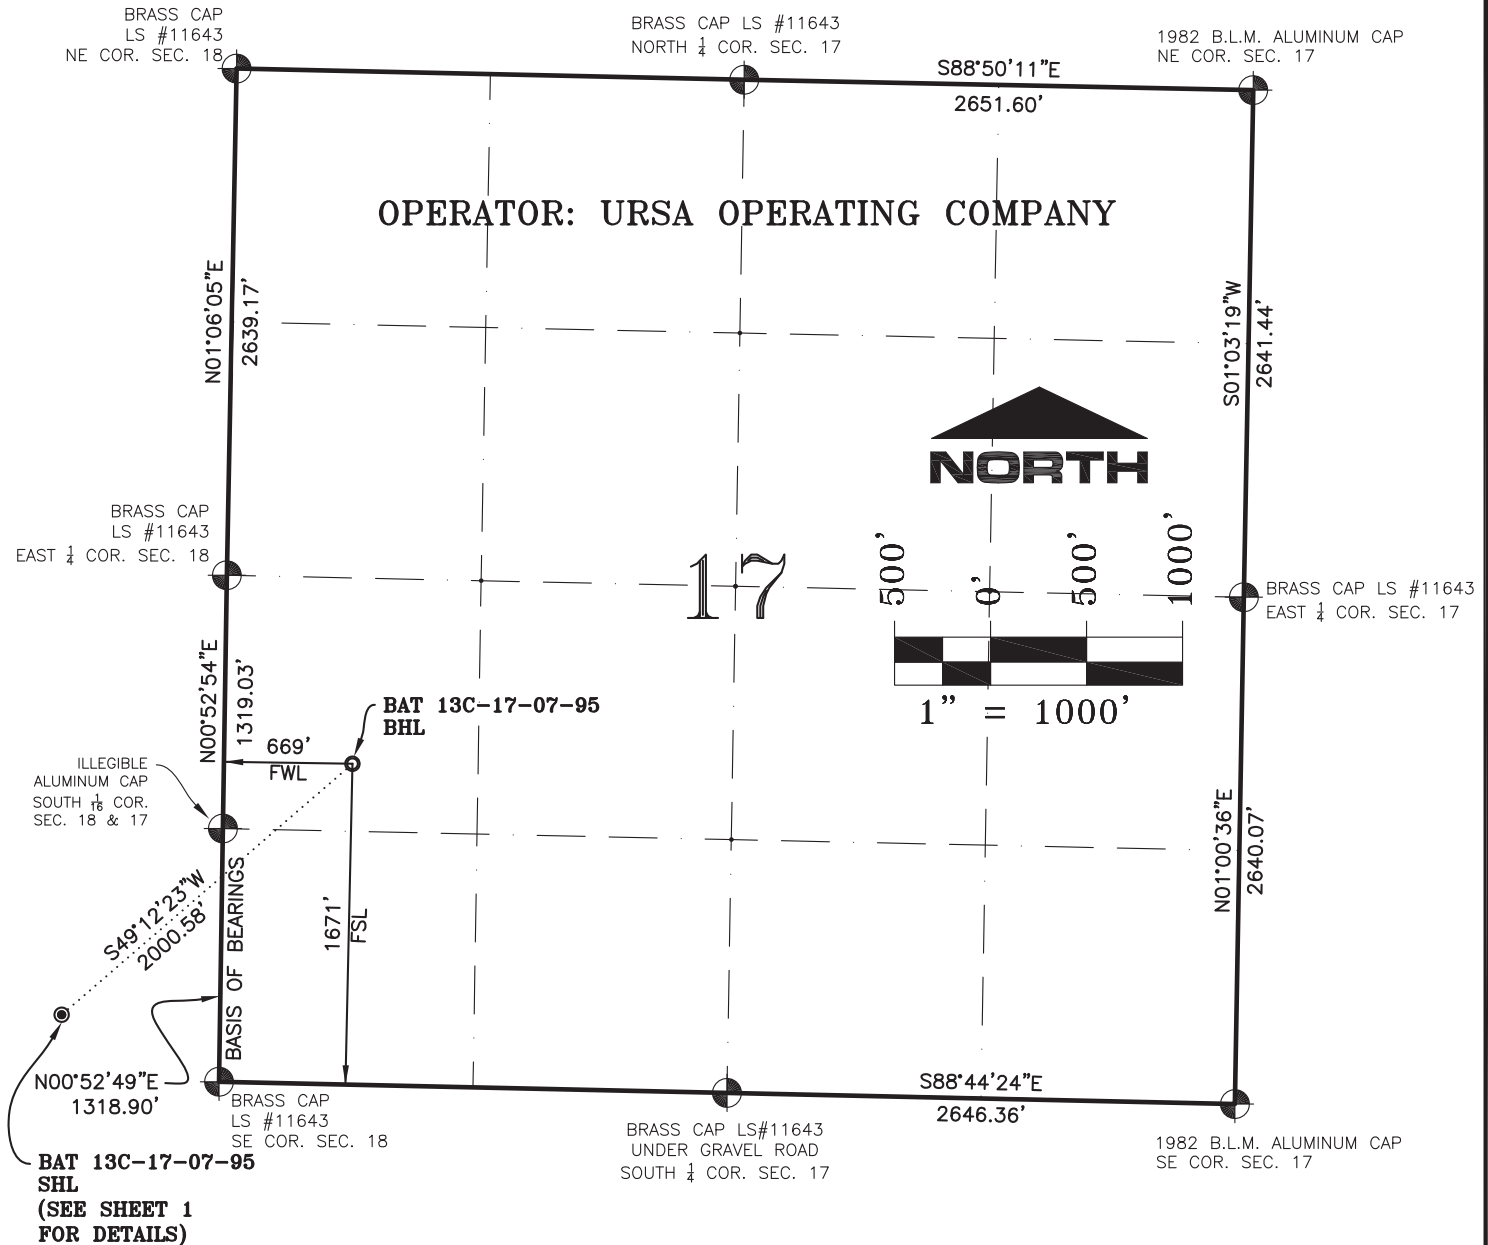 BRASS CAP
LS #11643
NE COR. SEC. 18
BRASS CAP LS #11643
NORTH 1/4 COR. SEC. 17
1982 B.L.M. ALUMINUM CAP
NE COR. SEC. 17
S88°50'11"E
2651.60'
OPERATOR: URSA OPERATING COMPANY
N01°06'05"E
2639.17'
S01°03'19"W
2641.44'
NORTH
BRASS CAP
LS #11643
EAST 1/4 COR. SEC. 18
17
500'
0'
500'
1000'
1" = 1000'
BRASS CAP LS #11643
EAST 1/4 COR. SEC. 17
N00°52'54"E
1319.03'
BAT 13C-17-07-95
BHL
669'
FWL
ILLEGIBLE
ALUMINUM CAP
SOUTH 1/16 COR.
SEC. 18 & 17
1671'
FSL
N01°00'36"E
2640.07'
S49°12'23"W
2000.58'
BASIS OF BEARINGS
N00°52'49"E
1318.90'
BRASS CAP
LS #11643
SE COR. SEC. 18
S88°44'24"E
2646.36'
BRASS CAP LS#11643
UNDER GRAVEL ROAD
SOUTH 1/4 COR. SEC. 17
1982 B.L.M. ALUMINUM CAP
SE COR. SEC. 17
BAT 13C-17-07-95
SHL
(SEE SHEET 1
FOR DETAILS)